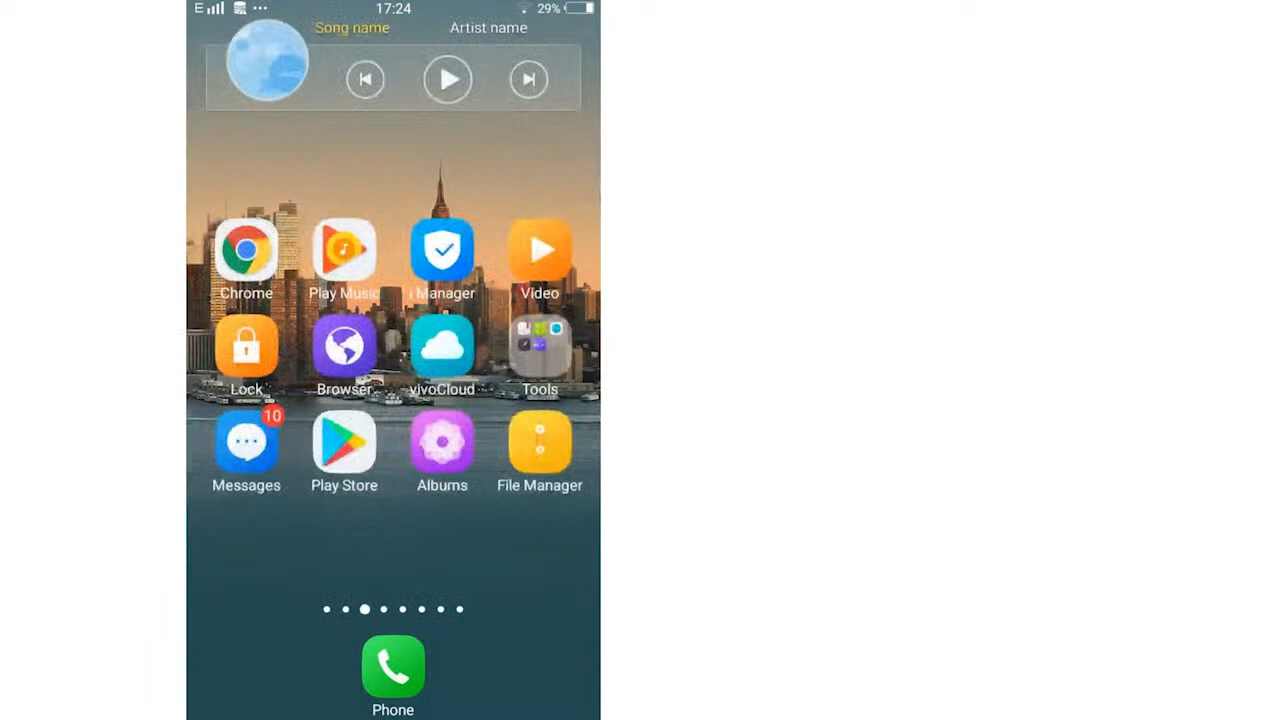 E 17:24 29%
Song name Artist name
Chrome Play Music i Manager Video
Lock Browser vivoCloud Tools
10
Messages Play Store Albums File Manager
Phone